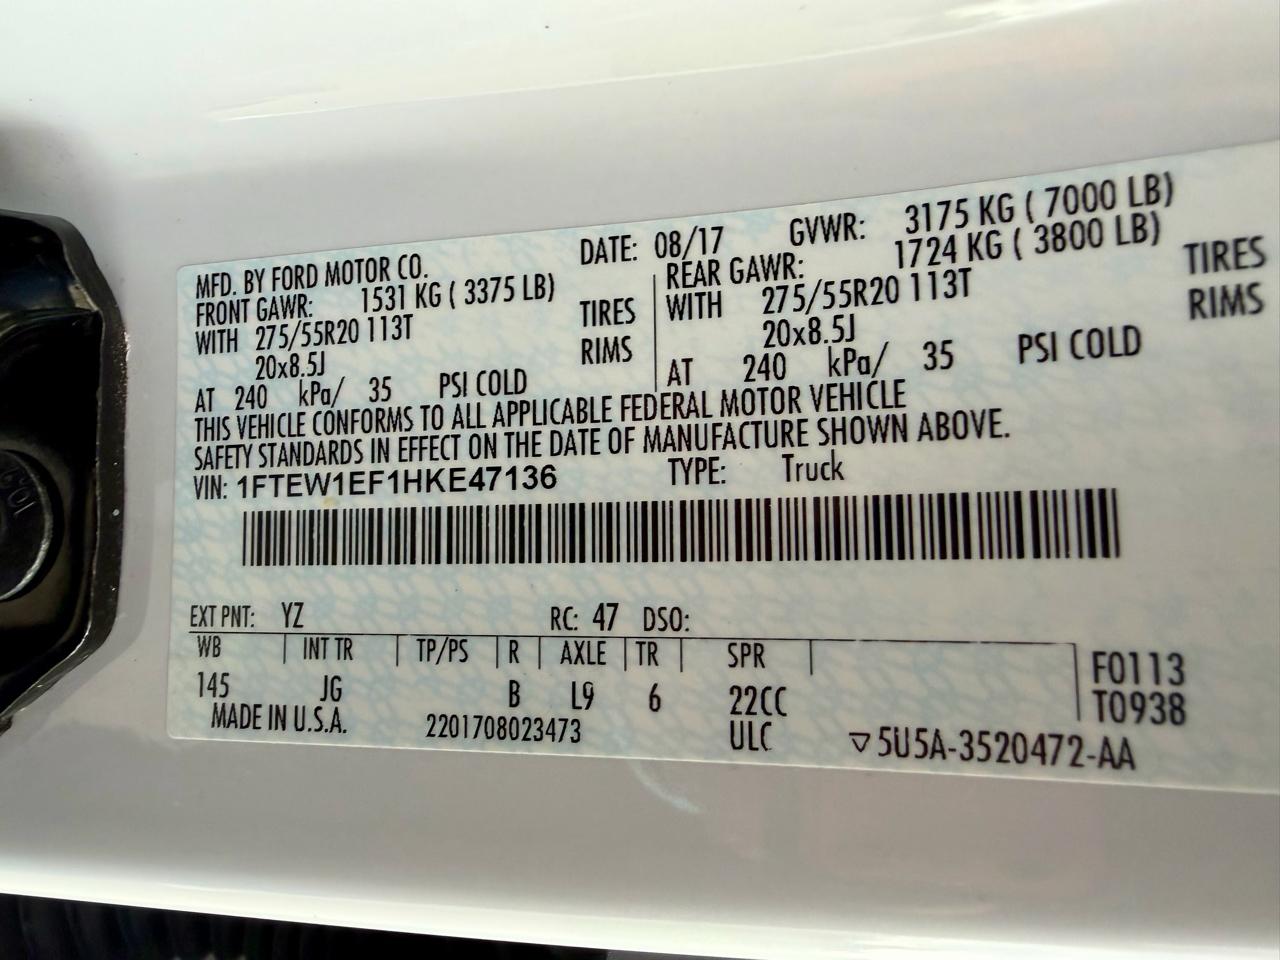 MFD. BY FORD MOTOR CO. DATE: 08/17 GVWR: 3175 KG ( 7000 LB)
FRONT GAWR: 1531 KG ( 3375 LB) REAR GAWR: 1724 KG ( 3800 LB)
WITH 275/55R20 113T TIRES WITH 275/55R20 113T TIRES
20x8.5J RIMS 20x8.5J RIMS
AT 240 kPa/ 35 PSI COLD AT 240 kPa/ 35 PSI COLD
THIS VEHICLE CONFORMS TO ALL APPLICABLE FEDERAL MOTOR VEHICLE
SAFETY STANDARDS IN EFFECT ON THE DATE OF MANUFACTURE SHOWN ABOVE.
VIN: 1FTEW1EF1HKE47136 TYPE: Truck
EXT PNT: YZ RC: 47 DSO:
WB INT TR TP/PS R AXLE TR SPR F0113
145 JG B L9 6 22CC T0938
MADE IN U.S.A. 2201708023473 ULC ▽5U5A-3520472-AA